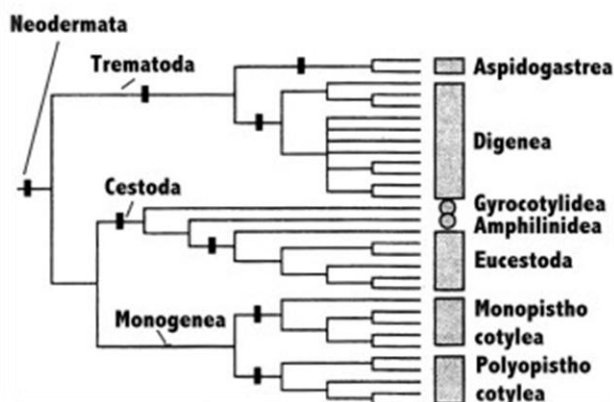 Neodermata
Trematoda
Aspidogastrea
Digenea
Cestoda
Gyrocotylidea
Amphilinidea
Eucestoda
Monogenea
Monopistho
cotylea
Polyopistho
cotylea